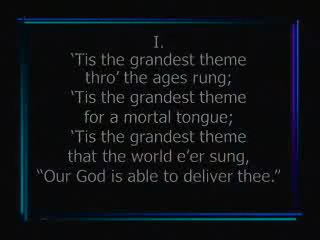 I.
‘Tis the grandest theme
thro’ the ages rung;
‘Tis the grandest theme
for a mortal tongue;
‘Tis the grandest theme
that the world e’er sung,
“Our God is able to deliver thee.”